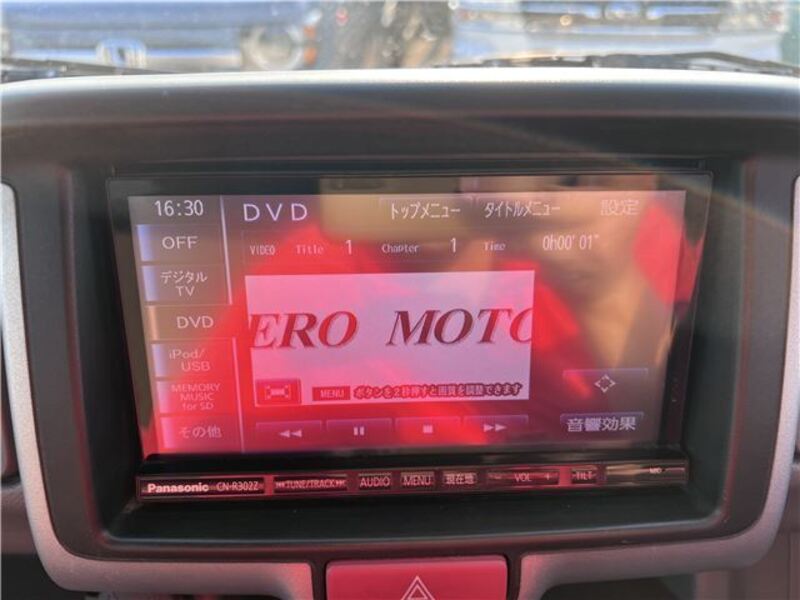 16:30 DVD トップメニュー タイトルメニュー 設定
OFF
VIDEO Title 1 Chapter 1 Time 0h00'01"
デジタル
TV
DVD
ERO MOTO
iPod/
USB
MEMORY
MUSIC
for SD
MENU ボタンを2秒押すと画質を調整できます
その他
◀◀ ▮▮ ■ ▶▶ 音響効果
Panasonic CN-R302Z ⏮TUNE/TRACK⏭ AUDIO MENU 現在地 - VOL + TILT MIC